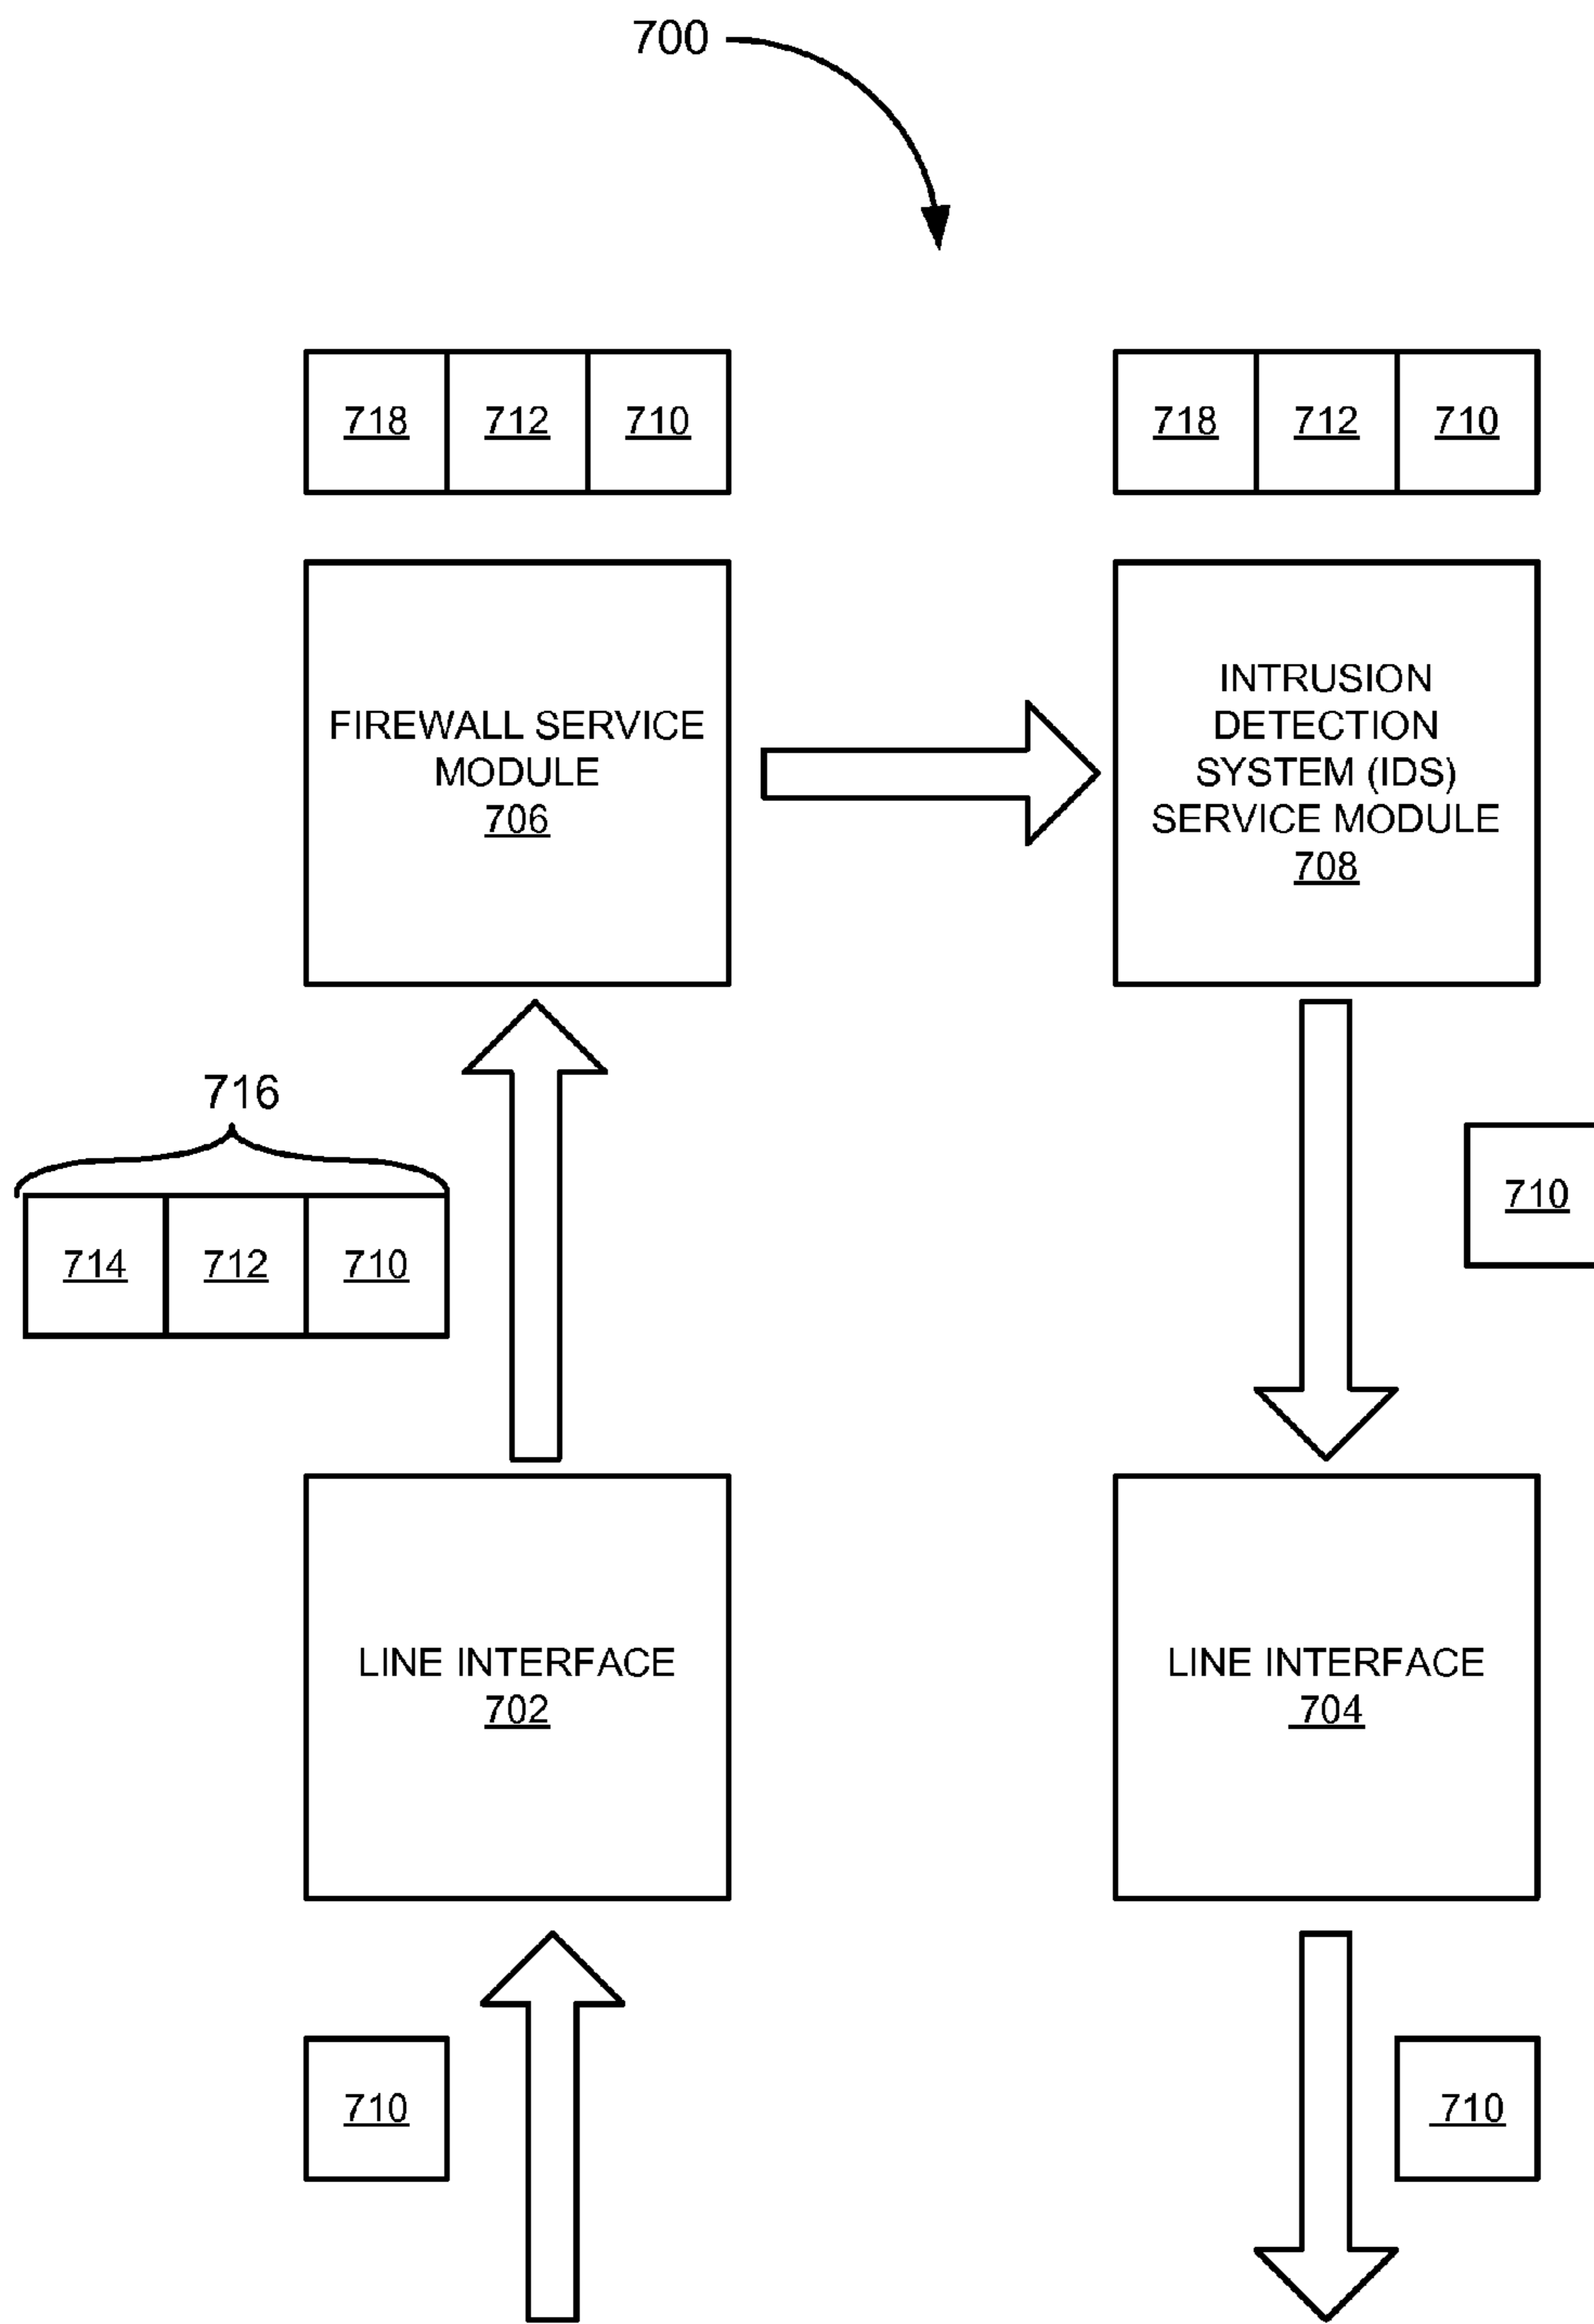 700
718 712 710
718 712 710
FIREWALL SERVICE
MODULE
706
INTRUSION
DETECTION
SYSTEM (IDS)
SERVICE MODULE
708
716
714 712 710
710
LINE INTERFACE
702
LINE INTERFACE
704
710
710